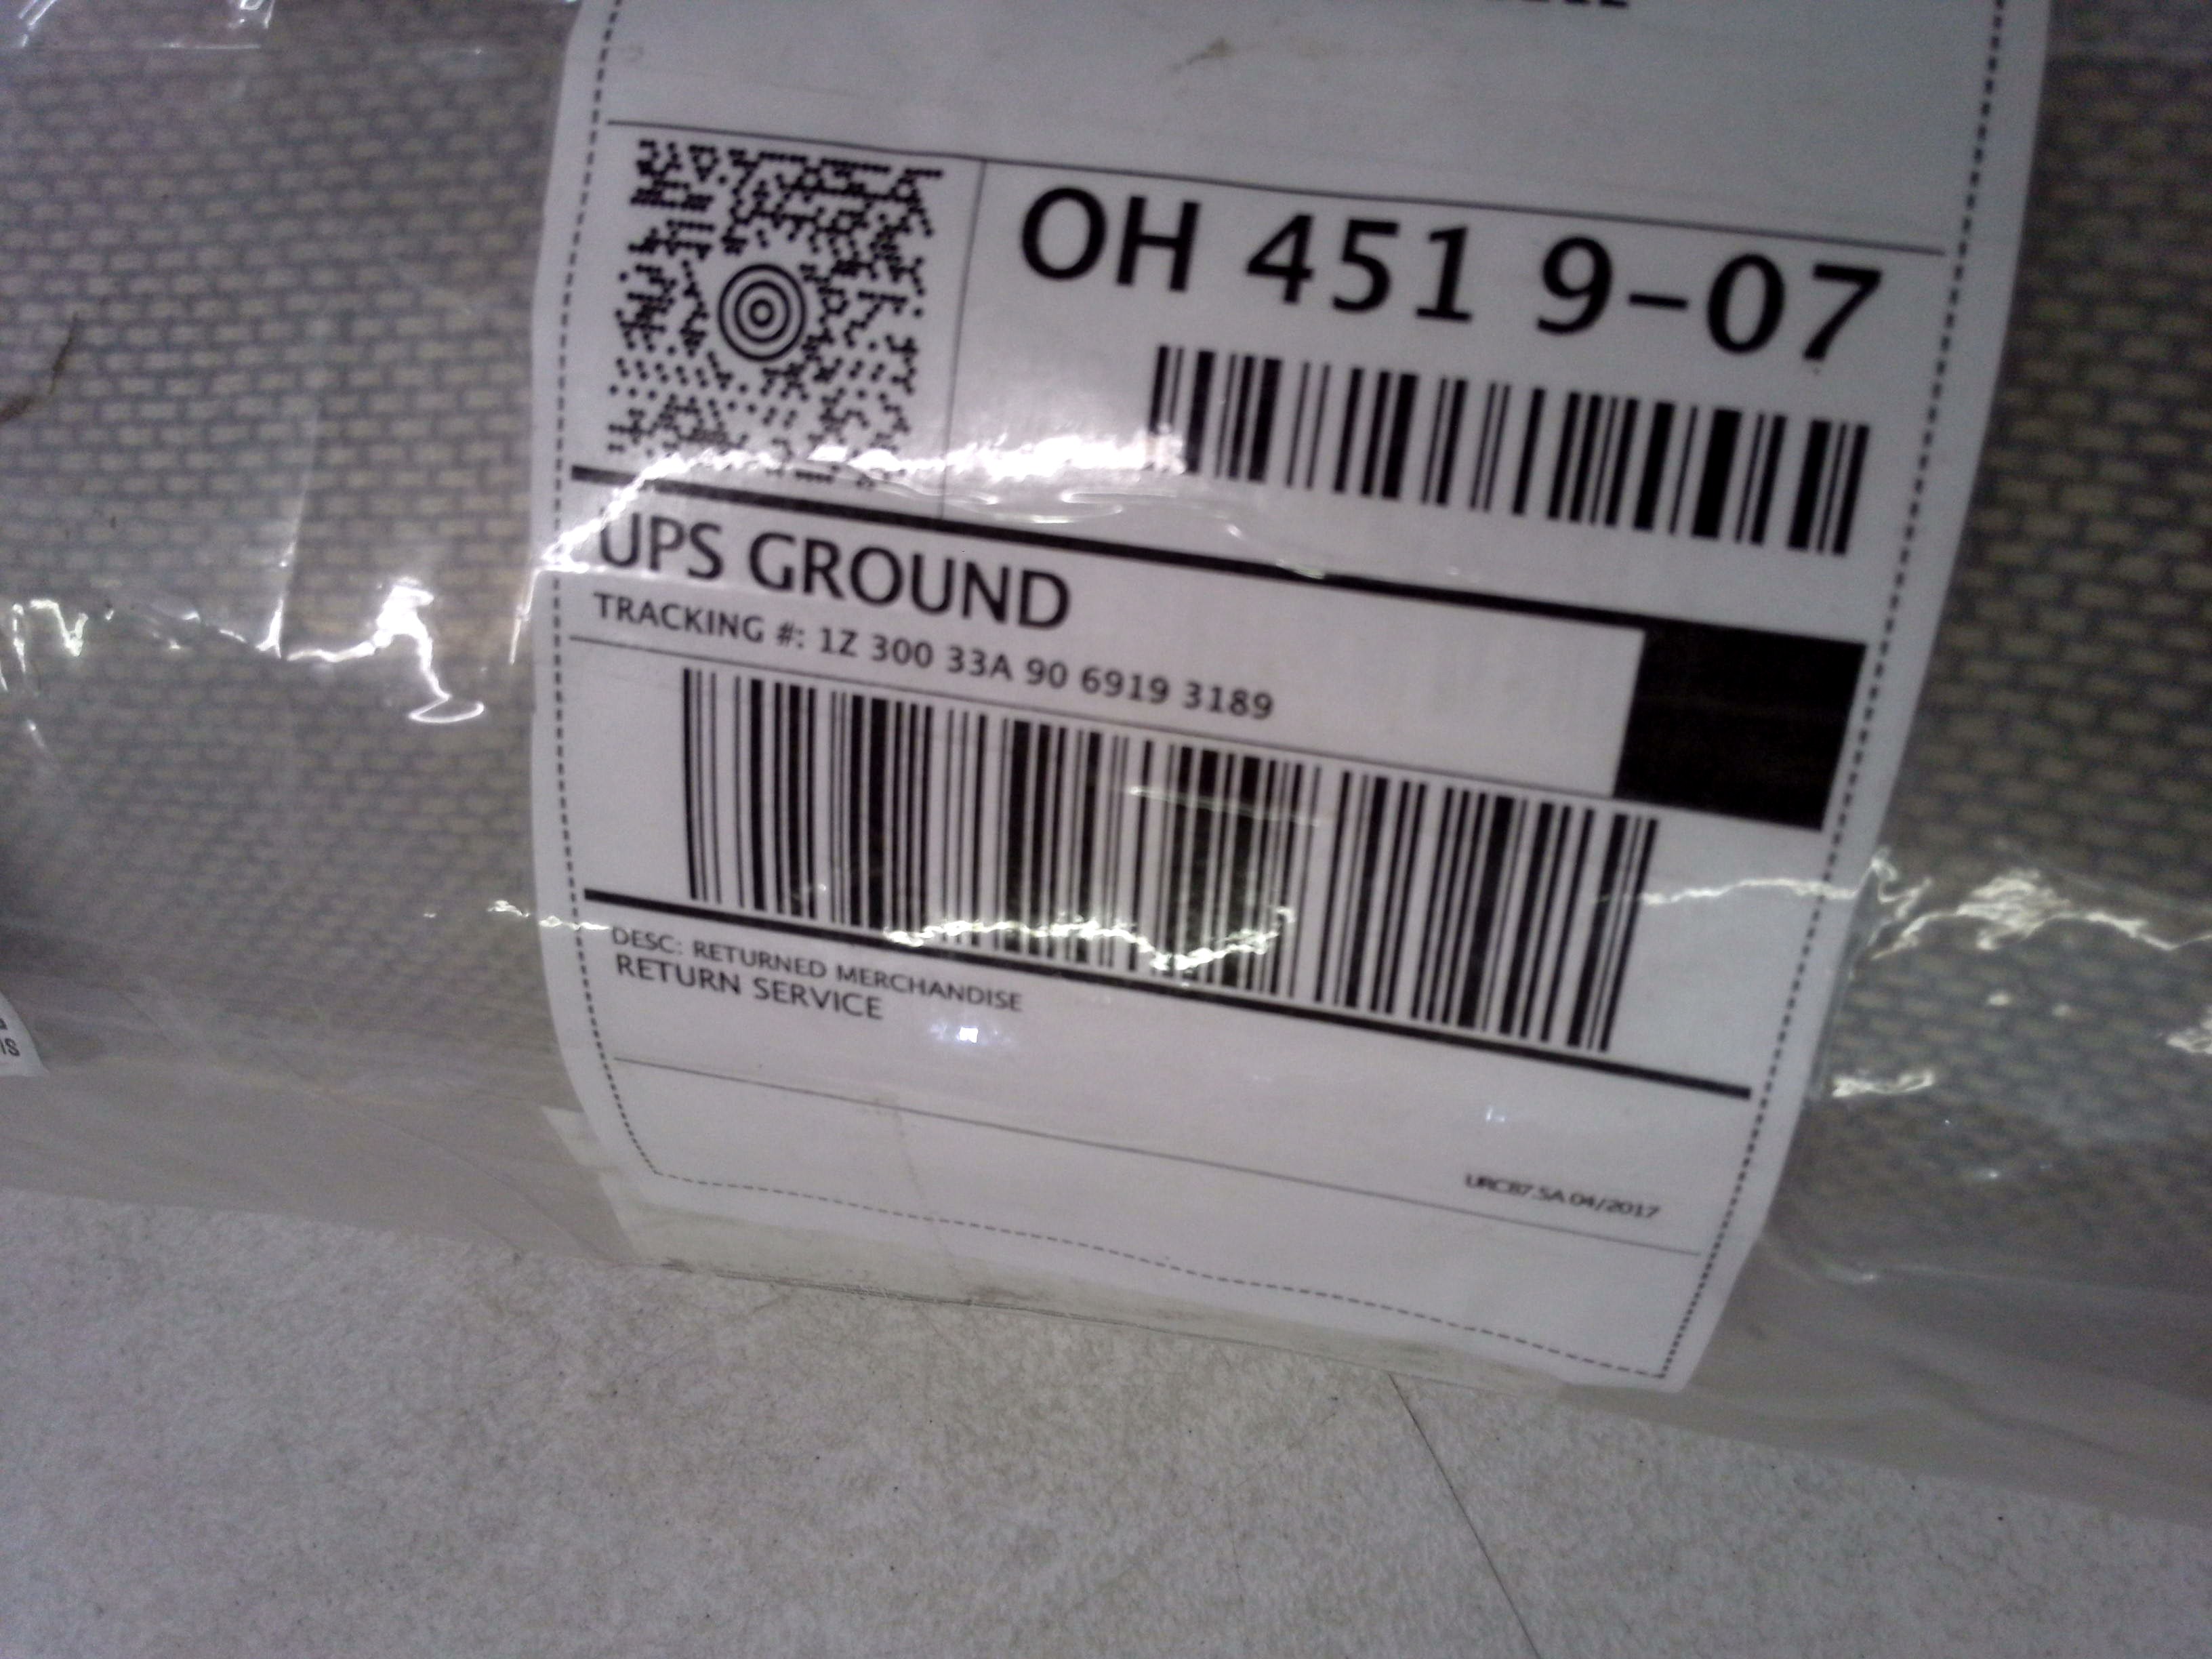 OH 451 9-07
UPS GROUND
TRACKING #: 1Z 300 33A 90 6919 3189
DESC: RETURNED MERCHANDISE
RETURN SERVICE
URCB7.5A 04/2017